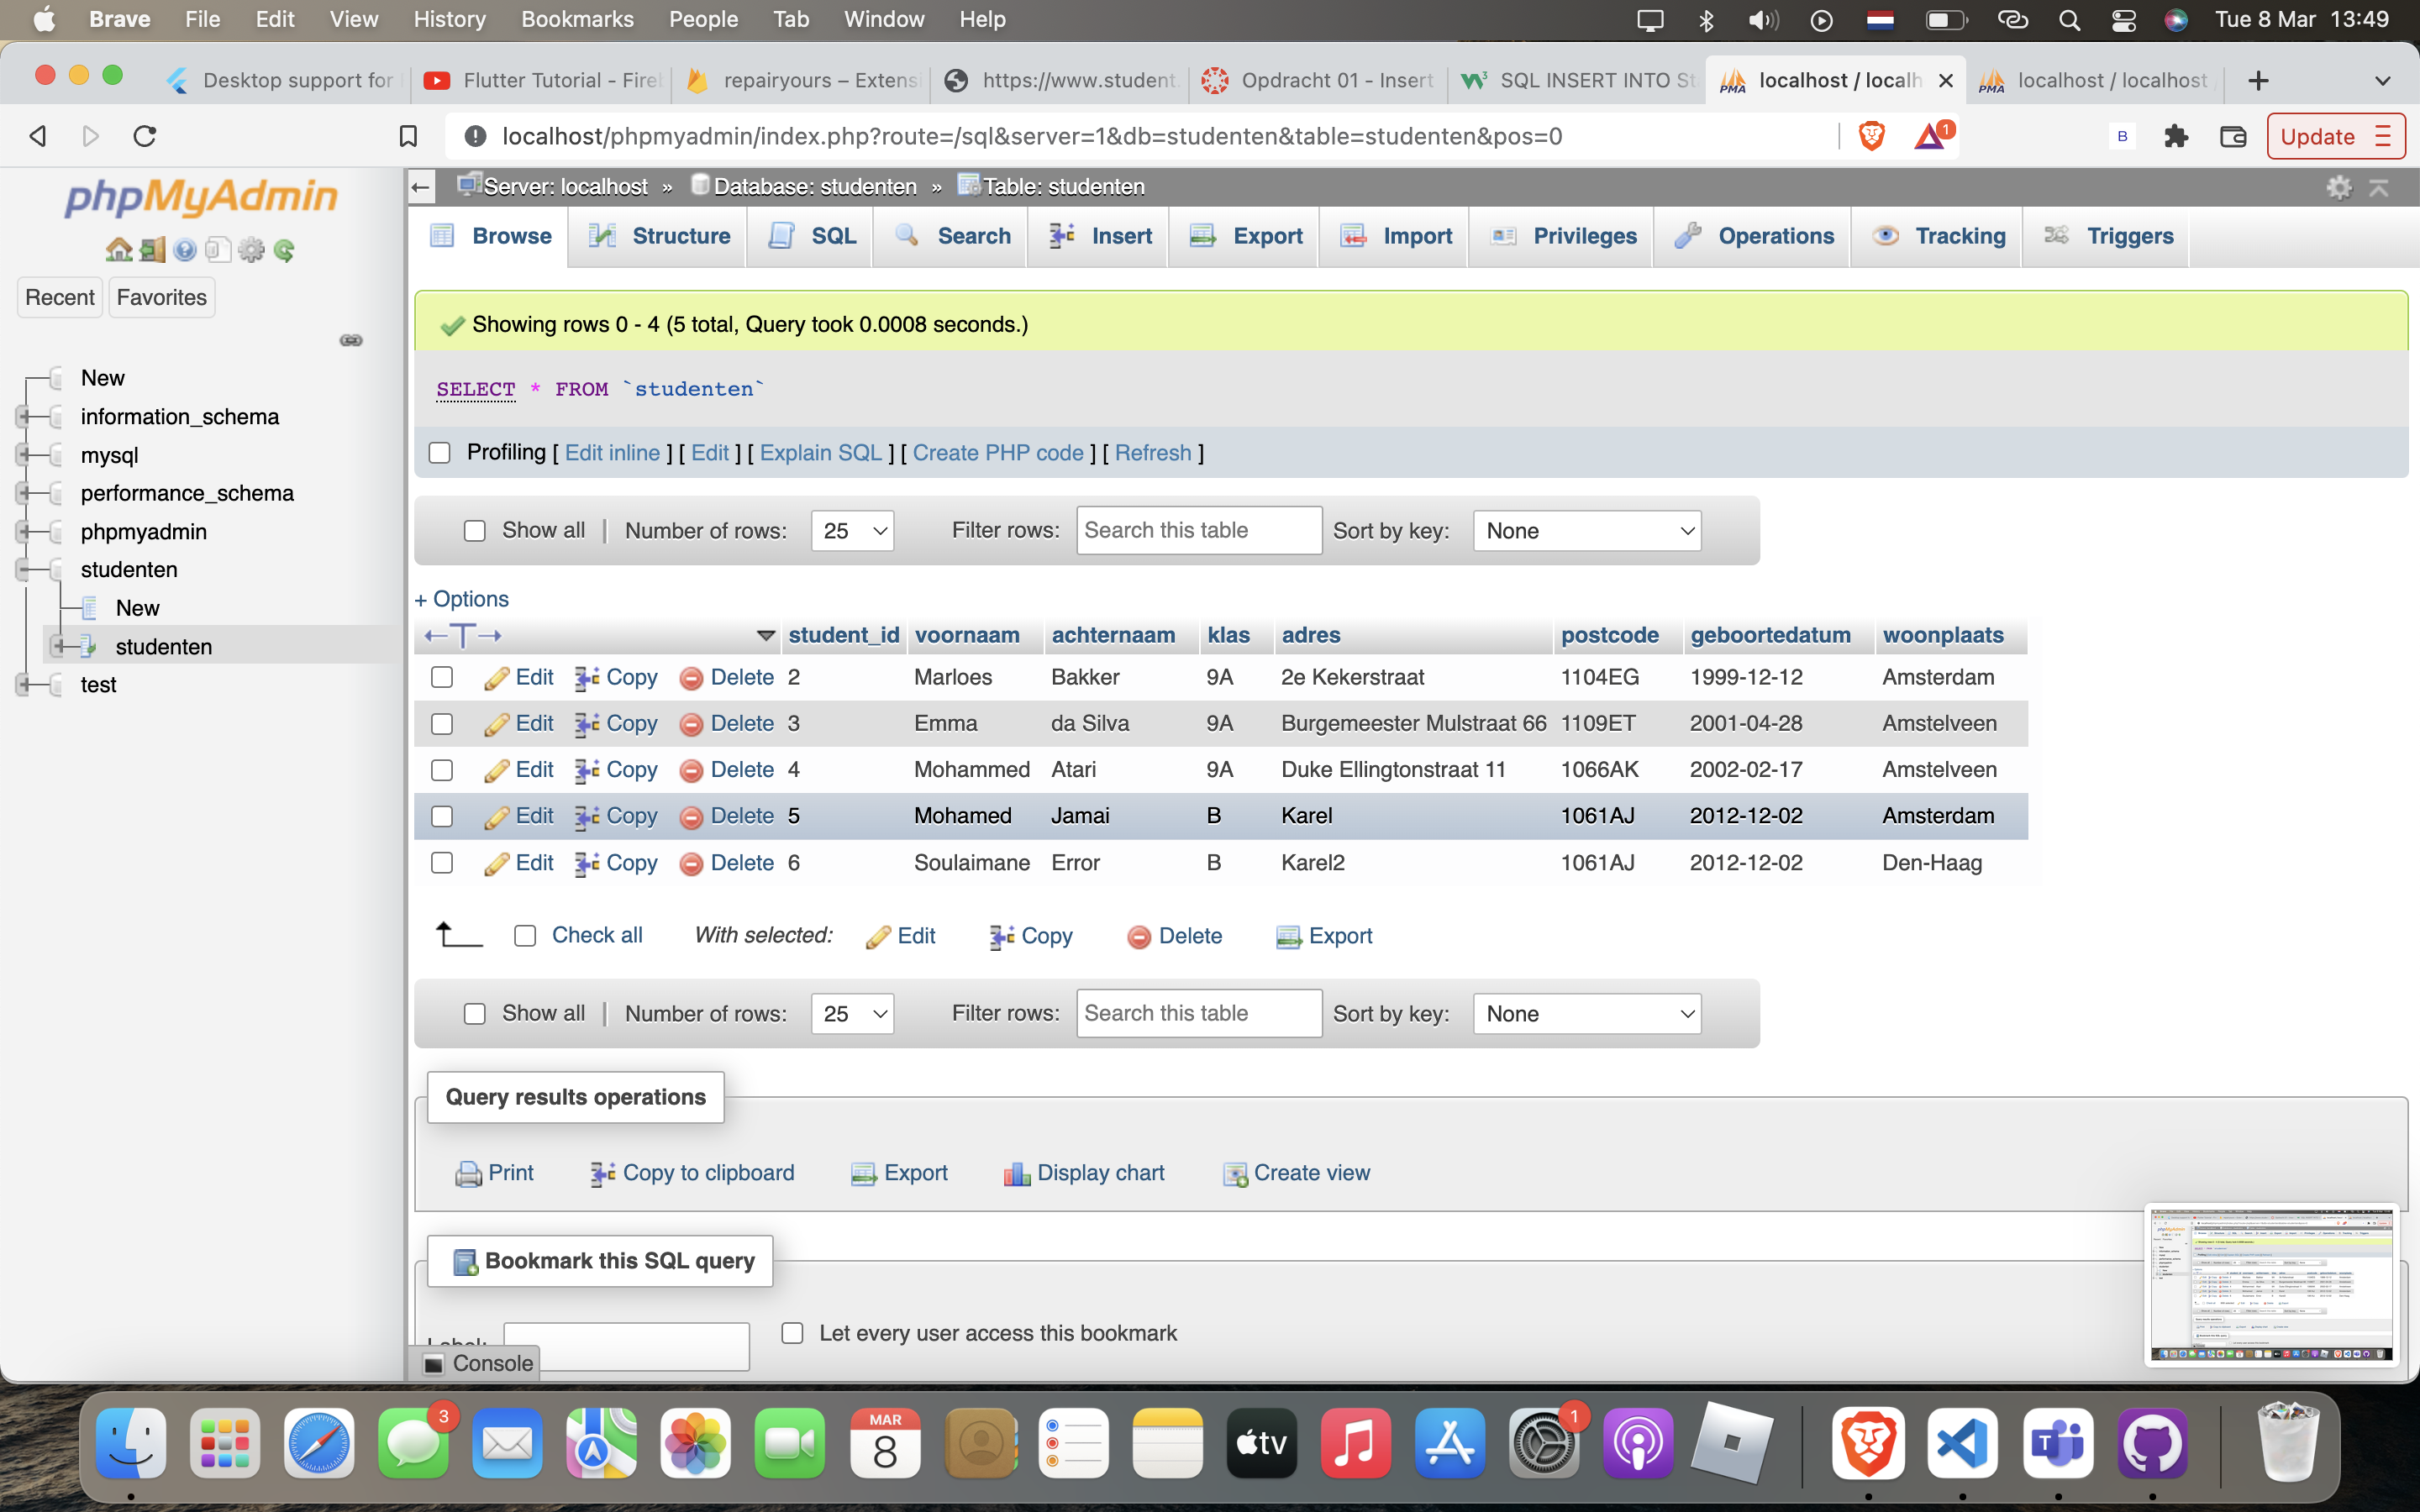 Brave File Edit View History Bookmarks People Tab Window Help Tue 8 Mar 13:49
Desktop support for Flutter Tutorial - Fire repairyours – Extensi https://www.student. Opdracht 01 - Insert SQL INSERT INTO St localhost / localh localhost / localhost
localhost/phpmyadmin/index.php?route=/sql&server=1&db=studenten&table=studenten&pos=0 1 B Update
phpMyAdmin
Recent Favorites
New
information_schema
mysql
performance_schema
phpmyadmin
studenten
New
studenten
test
Server: localhost » Database: studenten » Table: studenten
Browse Structure SQL Search Insert Export Import Privileges Operations Tracking Triggers
Showing rows 0 - 4 (5 total, Query took 0.0008 seconds.)
SELECT * FROM `studenten`
Profiling [ Edit inline ] [ Edit ] [ Explain SQL ] [ Create PHP code ] [ Refresh ]
Show all | Number of rows: 25 Filter rows: Search this table Sort by key: None
+ Options
←T→ student_id voornaam achternaam klas adres postcode geboortedatum woonplaats
Edit Copy Delete 2 Marloes Bakker 9A 2e Kekerstraat 1104EG 1999-12-12 Amsterdam
Edit Copy Delete 3 Emma da Silva 9A Burgemeester Mulstraat 66 1109ET 2001-04-28 Amstelveen
Edit Copy Delete 4 Mohammed Atari 9A Duke Ellingtonstraat 11 1066AK 2002-02-17 Amstelveen
Edit Copy Delete 5 Mohamed Jamai B Karel 1061AJ 2012-12-02 Amsterdam
Edit Copy Delete 6 Soulaimane Error B Karel2 1061AJ 2012-12-02 Den-Haag
Check all With selected: Edit Copy Delete Export
Show all | Number of rows: 25 Filter rows: Search this table Sort by key: None
Query results operations
Print Copy to clipboard Export Display chart Create view
Bookmark this SQL query
Label: Let every user access this bookmark
Console
3 MAR 8 tv 1